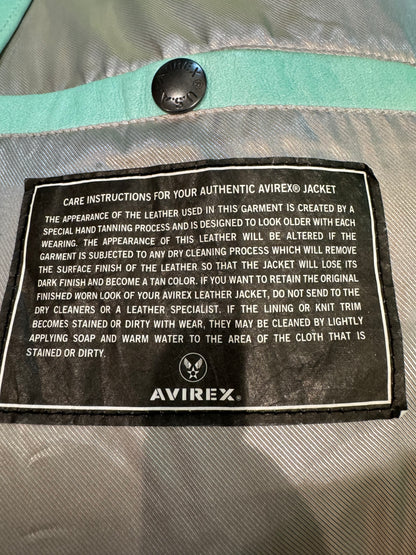 AVIREX U.S.A.
CARE INSTRUCTIONS FOR YOUR AUTHENTIC AVIREX® JACKET
THE APPEARANCE OF THE LEATHER USED IN THIS GARMENT IS CREATED BY A
SPECIAL HAND TANNING PROCESS AND IS DESIGNED TO LOOK OLDER WITH EACH
WEARING. THE APPEARANCE OF THIS LEATHER WILL BE ALTERED IF THE
GARMENT IS SUBJECTED TO ANY DRY CLEANING PROCESS WHICH WILL REMOVE
THE SURFACE FINISH OF THE LEATHER SO THAT THE JACKET WILL LOSE ITS
DARK FINISH AND BECOME A TAN COLOR. IF YOU WANT TO RETAIN THE ORIGINAL
FINISHED WORN LOOK OF YOUR AVIREX LEATHER JACKET, DO NOT SEND TO THE
DRY CLEANERS OR A LEATHER SPECIALIST. IF THE LINING OR KNIT TRIM
BECOMES STAINED OR DIRTY WITH WEAR, THEY MAY BE CLEANED BY LIGHTLY
APPLYING SOAP AND WARM WATER TO THE AREA OF THE CLOTH THAT IS
STAINED OR DIRTY.
AVIREX®